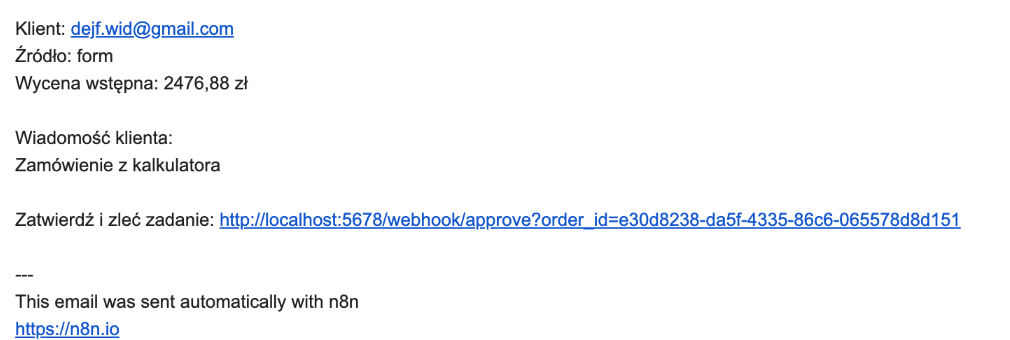 Klient: dejf.wid@gmail.com
Źródło: form
Wycena wstępna: 2476,88 zł
Wiadomość klienta:
Zamówienie z kalkulatora
Zatwierdź i zleć zadanie: http://localhost:5678/webhook/approve?order_id=e30d8238-da5f-4335-86c6-065578d8d151
---
This email was sent automatically with n8n
https://n8n.io